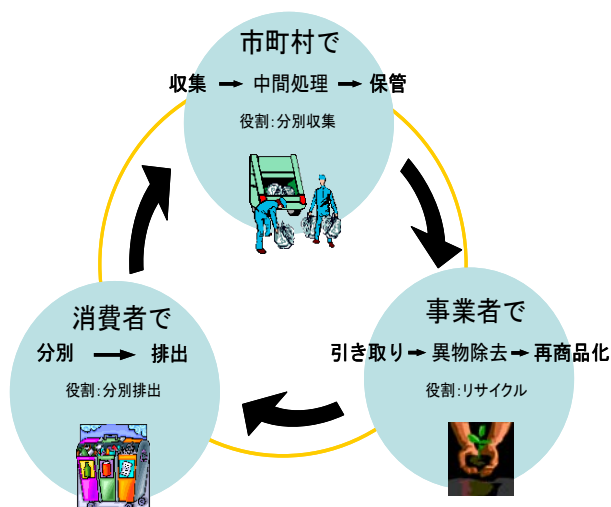 市町村で
収集 → 中間処理 → 保管
役割:分別収集
消費者で
分別 → 排出
役割:分別排出
事業者で
引き取り → 異物除去 → 再商品化
役割:リサイクル